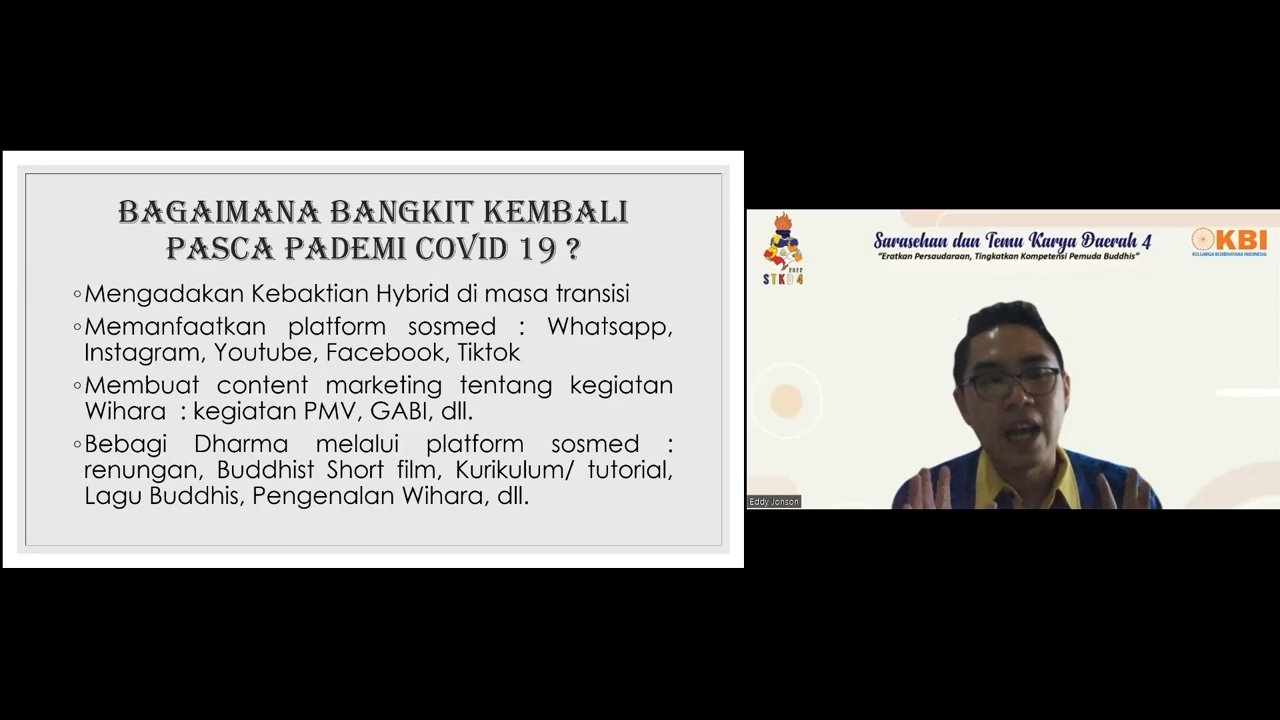 BAGAIMANA BANGKIT KEMBALI
PASCA PADEMI COVID 19 ?
◦Mengadakan Kebaktian Hybrid di masa transisi
◦Memanfaatkan platform sosmed : Whatsapp,
Instagram, Youtube, Facebook, Tiktok
◦Membuat content marketing tentang kegiatan
Wihara : kegiatan PMV, GABI, dll.
◦Bebagi Dharma melalui platform sosmed :
renungan, Buddhist Short film, Kurikulum/ tutorial,
Lagu Buddhis, Pengenalan Wihara, dll.
2022
STKD 4
Sarasehan dan Temu Karya Daerah 4
"Eratkan Persaudaraan, Tingkatkan Kompetensi Pemuda Buddhis"
KBI
KELUARGA BUDDHAYANA INDONESIA
Eddy Jonson